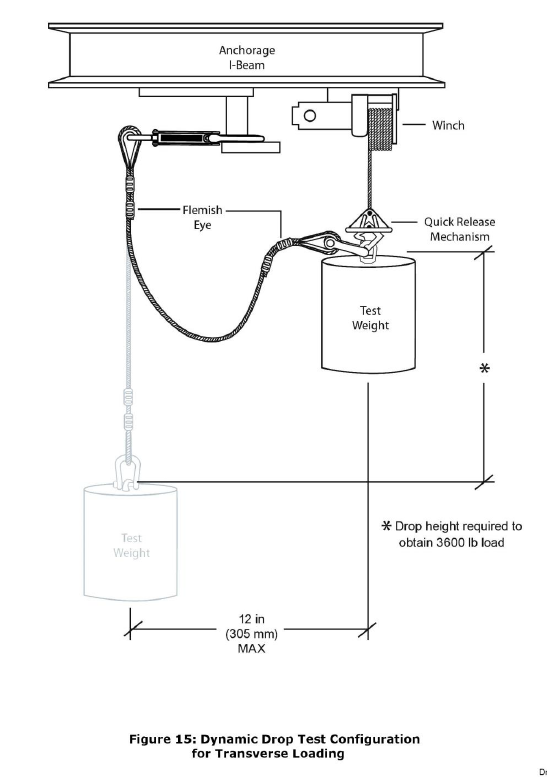 Anchorage
I-Beam
Winch
Flemish
Eye
Quick Release
Mechanism
Test
Weight
*
* Drop height required to
obtain 3600 lb load
Test
Weight
12 in
(305 mm)
MAX
Figure 15: Dynamic Drop Test Configuration
for Transverse Loading